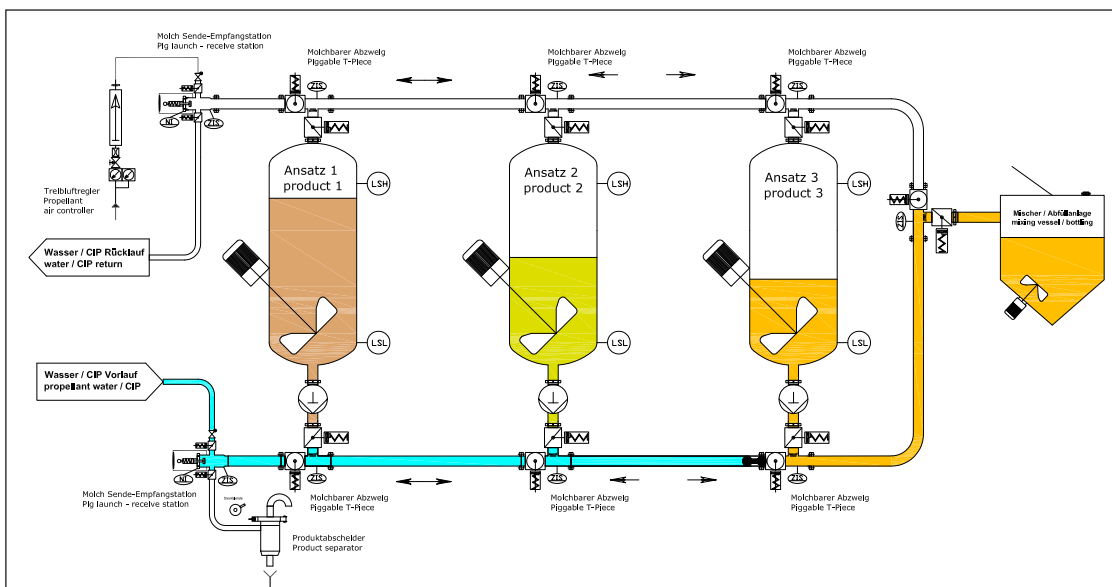 Molch Sende-Empfangstation
Pig launch - receive station
Molchbarer Abzweig
Piggable T-Piece
Molchbarer Abzweig
Piggable T-Piece
Molchbarer Abzweig
Piggable T-Piece
ZIS
ZIS
ZIS
NI
ZIS
Ansatz 1
product 1
LSH
Ansatz 2
product 2
LSH
Ansatz 3
product 3
LSH
Treibluftregler
Propellant
air controller
ZIS
Mischer / Abfüllanlage
mixing vessel / bottling
Wasser / CIP Rücklauf
water / CIP return
LSL
LSL
LSL
Wasser / CIP Vorlauf
propellant water / CIP
NI
ZIS
ZIS
ZIS
ZIS
Molch Sende-Empfangstation
Pig launch - receive station
Molchbarer Abzweig
Piggable T-Piece
Molchbarer Abzweig
Piggable T-Piece
Molchbarer Abzweig
Piggable T-Piece
Produktabscheider
Product separator